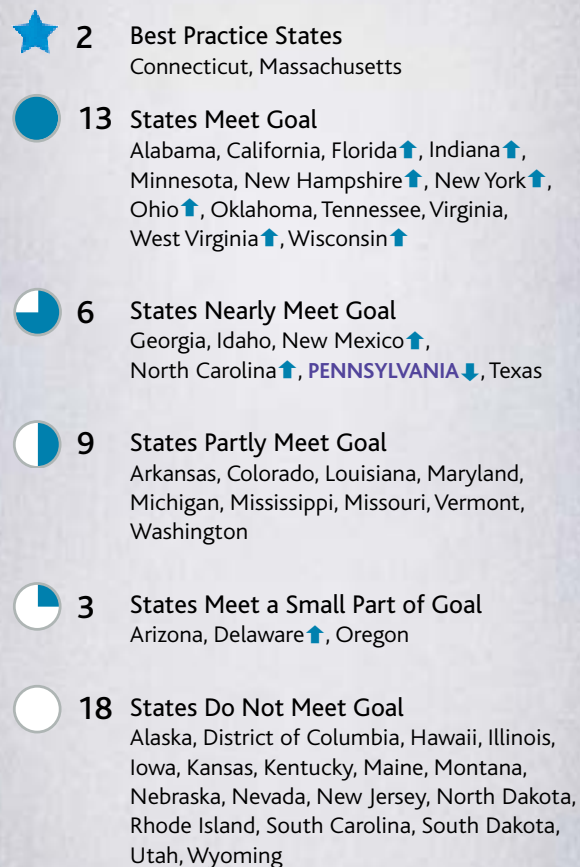 2 Best Practice States
Connecticut, Massachusetts
13 States Meet Goal
Alabama, California, Florida⬆, Indiana⬆,
Minnesota, New Hampshire⬆, New York⬆,
Ohio⬆, Oklahoma, Tennessee, Virginia,
West Virginia⬆, Wisconsin⬆
6 States Nearly Meet Goal
Georgia, Idaho, New Mexico⬆,
North Carolina⬆, PENNSYLVANIA⬇, Texas
9 States Partly Meet Goal
Arkansas, Colorado, Louisiana, Maryland,
Michigan, Mississippi, Missouri, Vermont,
Washington
3 States Meet a Small Part of Goal
Arizona, Delaware⬆, Oregon
18 States Do Not Meet Goal
Alaska, District of Columbia, Hawaii, Illinois,
Iowa, Kansas, Kentucky, Maine, Montana,
Nebraska, Nevada, New Jersey, North Dakota,
Rhode Island, South Carolina, South Dakota,
Utah, Wyoming